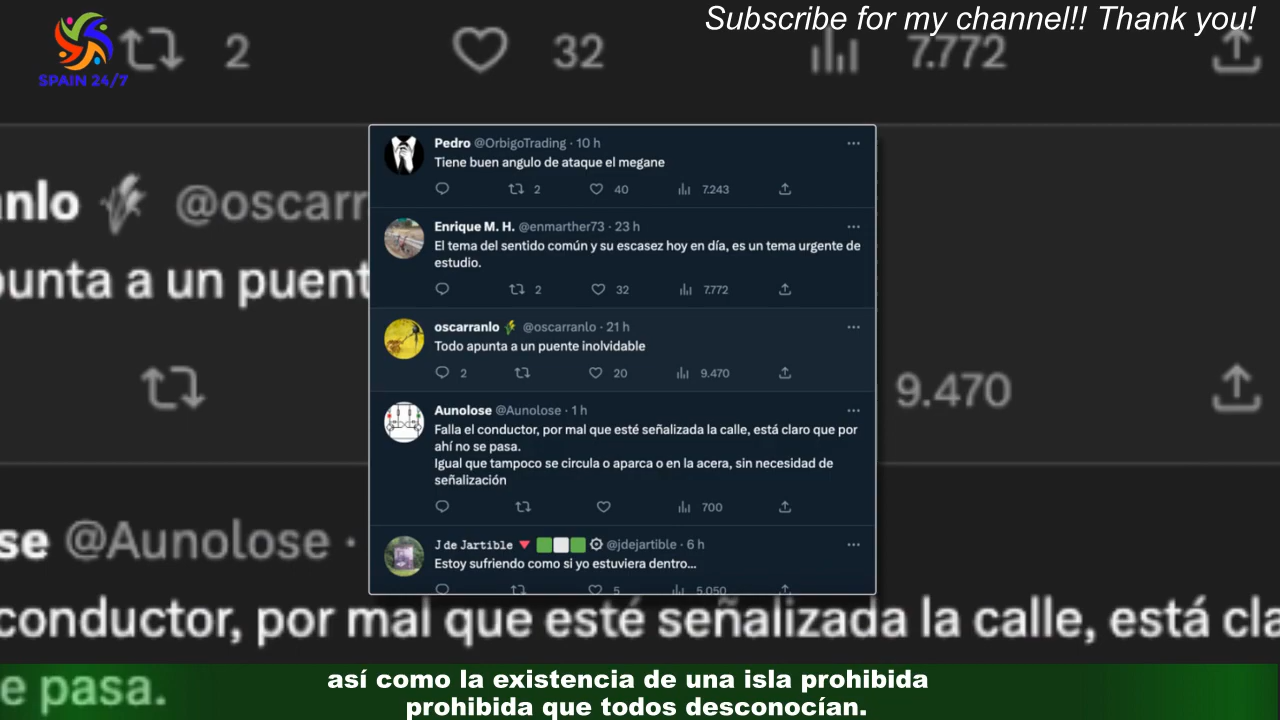 Subscribe for my channel!! Thank you!
SPAIN 24/7
2
32
7.772
Pedro @OrbigoTrading · 10 h
Tiene buen angulo de ataque el megane
2 40 7.243
Enrique M. H. @enmarther73 · 23 h
El tema del sentido común y su escasez hoy en día, es un tema urgente de
estudio.
2 32 7.772
oscarranlo @oscarranlo · 21 h
Todo apunta a un puente inolvidable
2 20 9.470
Aunolose @Aunolose · 1 h
Falla el conductor, por mal que esté señalizada la calle, está claro que por
ahí no se pasa.
Igual que tampoco se circula o aparca o en la acera, sin necesidad de
señalización
700
J de Jartible @jdejartible · 6 h
Estoy sufriendo como si yo estuviera dentro...
5 5.050
anlo @oscarr
punta a un puent
9.470
se @Aunolose ·
conductor, por mal que esté señalizada la calle, está cla
e pasa.
así como la existencia de una isla prohibida
prohibida que todos desconocían.